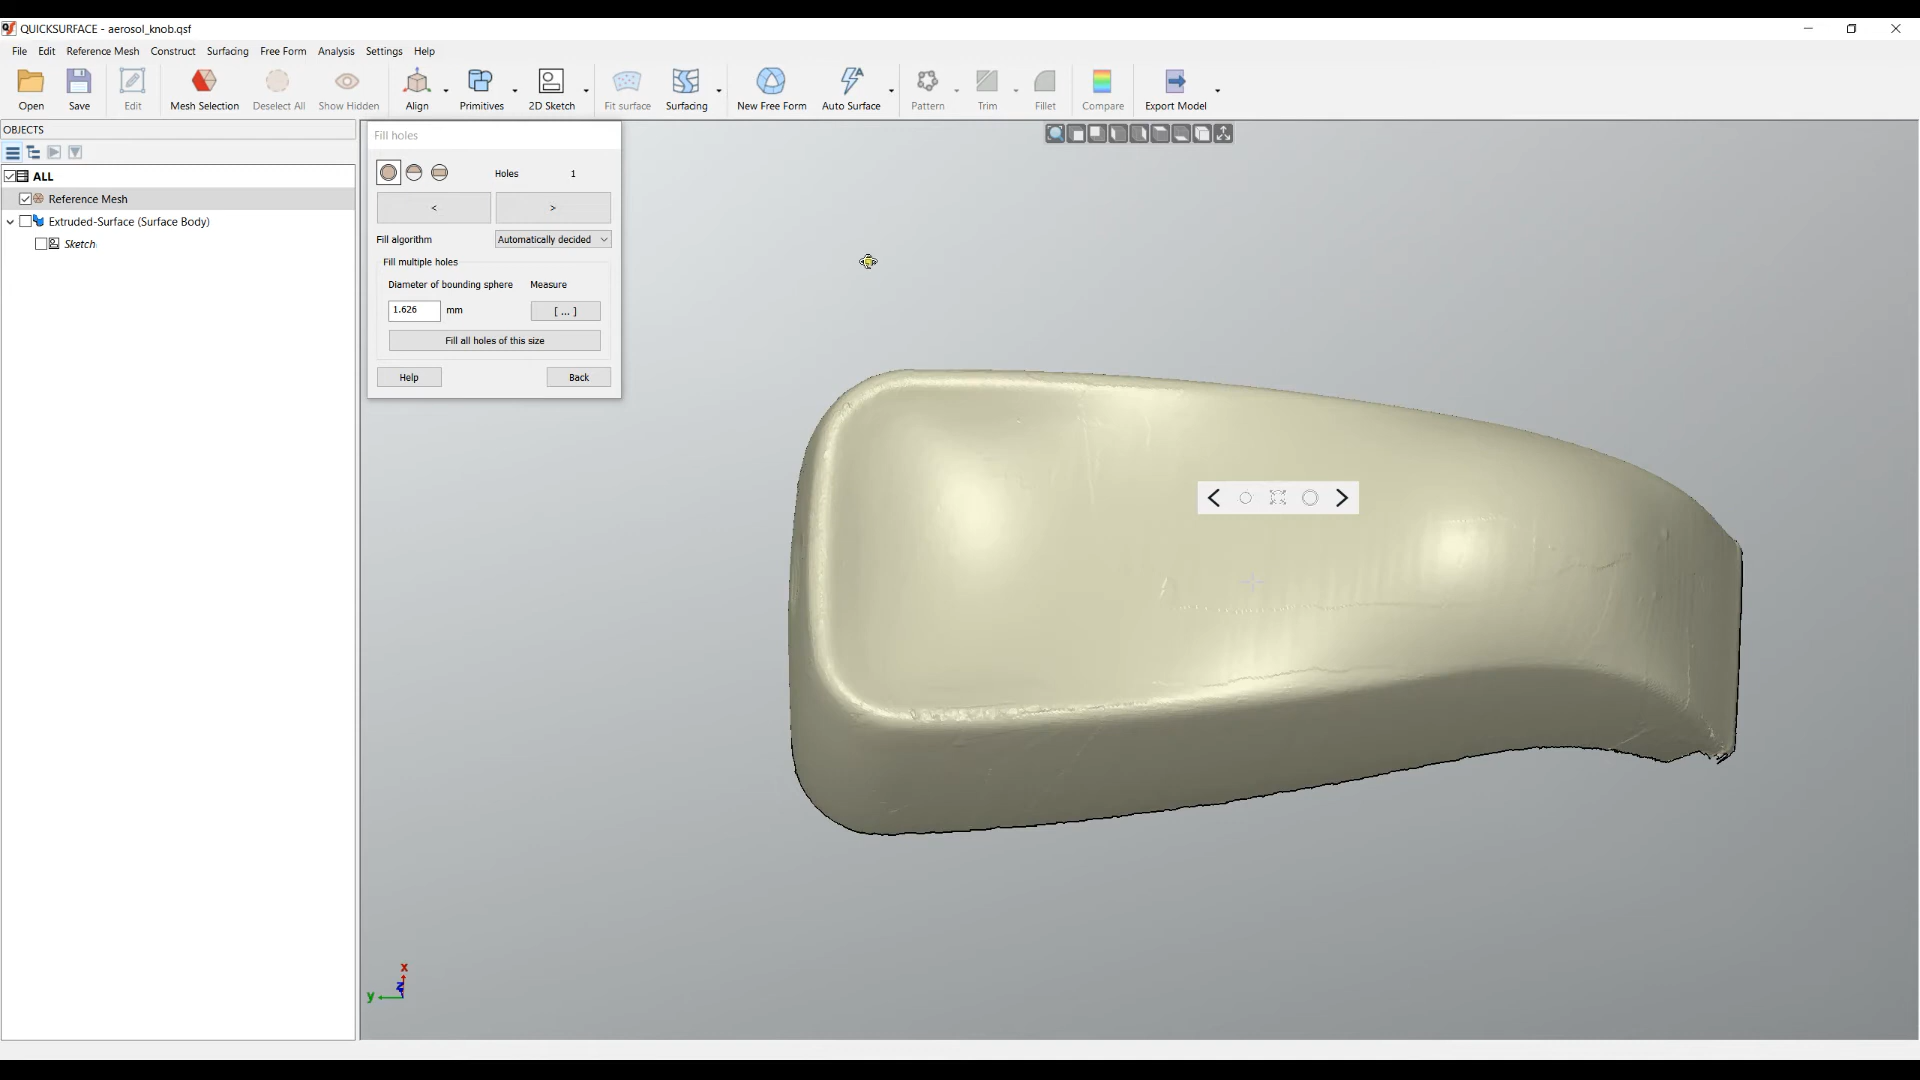 QUICKSURFACE - aerosol_knob.qsf
File Edit Reference Mesh Construct Surfacing Free Form Analysis Settings Help
Open Save Edit Mesh Selection Deselect All Show Hidden Align Primitives 2D Sketch Fit surface Surfacing New Free Form Auto Surface Pattern Trim Fillet Compare Export Model
OBJECTS
ALL
Reference Mesh
Extruded-Surface (Surface Body)
Sketch
Fill holes
Holes 1
< >
Fill algorithm Automatically decided
Fill multiple holes
Diameter of bounding sphere Measure
1.626 mm [ ... ]
Fill all holes of this size
Help Back
x
z
y